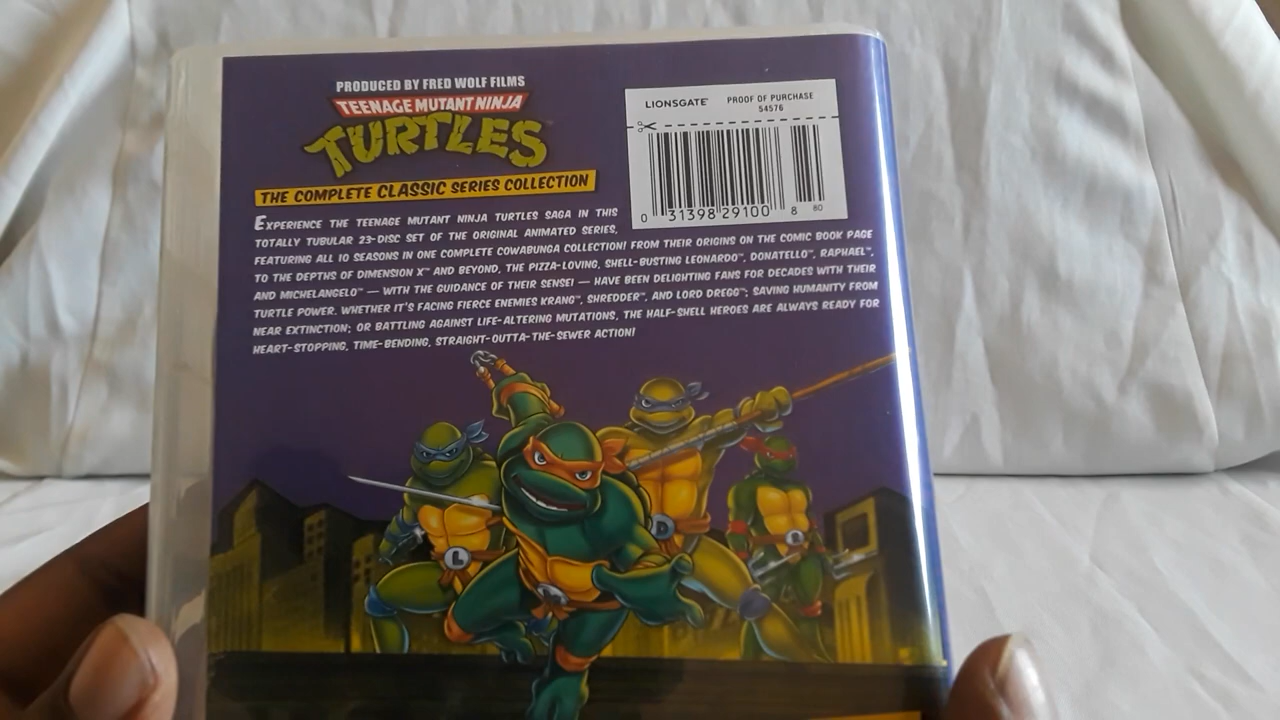 PRODUCED BY FRED WOLF FILMS
TEENAGE MUTANT NINJA
TURTLES
THE COMPLETE CLASSIC SERIES COLLECTION
LIONSGATE PROOF OF PURCHASE
54576
0 31398 29100 8 80
EXPERIENCE THE TEENAGE MUTANT NINJA TURTLES SAGA IN THIS
TOTALLY TUBULAR 23-DISC SET OF THE ORIGINAL ANIMATED SERIES,
FEATURING ALL 10 SEASONS IN ONE COMPLETE COWABUNGA COLLECTION! FROM THEIR ORIGINS ON THE COMIC BOOK PAGE
TO THE DEPTHS OF DIMENSION X™ AND BEYOND, THE PIZZA-LOVING, SHELL-BUSTING LEONARDO™, DONATELLO™, RAPHAEL™,
AND MICHELANGELO™ — WITH THE GUIDANCE OF THEIR SENSEI — HAVE BEEN DELIGHTING FANS FOR DECADES WITH THEIR
TURTLE POWER. WHETHER IT'S FACING FIERCE ENEMIES KRANG™, SHREDDER™, AND LORD DREGG™; SAVING HUMANITY FROM
NEAR EXTINCTION; OR BATTLING AGAINST LIFE-ALTERING MUTATIONS, THE HALF-SHELL HEROES ARE ALWAYS READY FOR
HEART-STOPPING, TIME-BENDING, STRAIGHT-OUTTA-THE-SEWER ACTION!
L
D